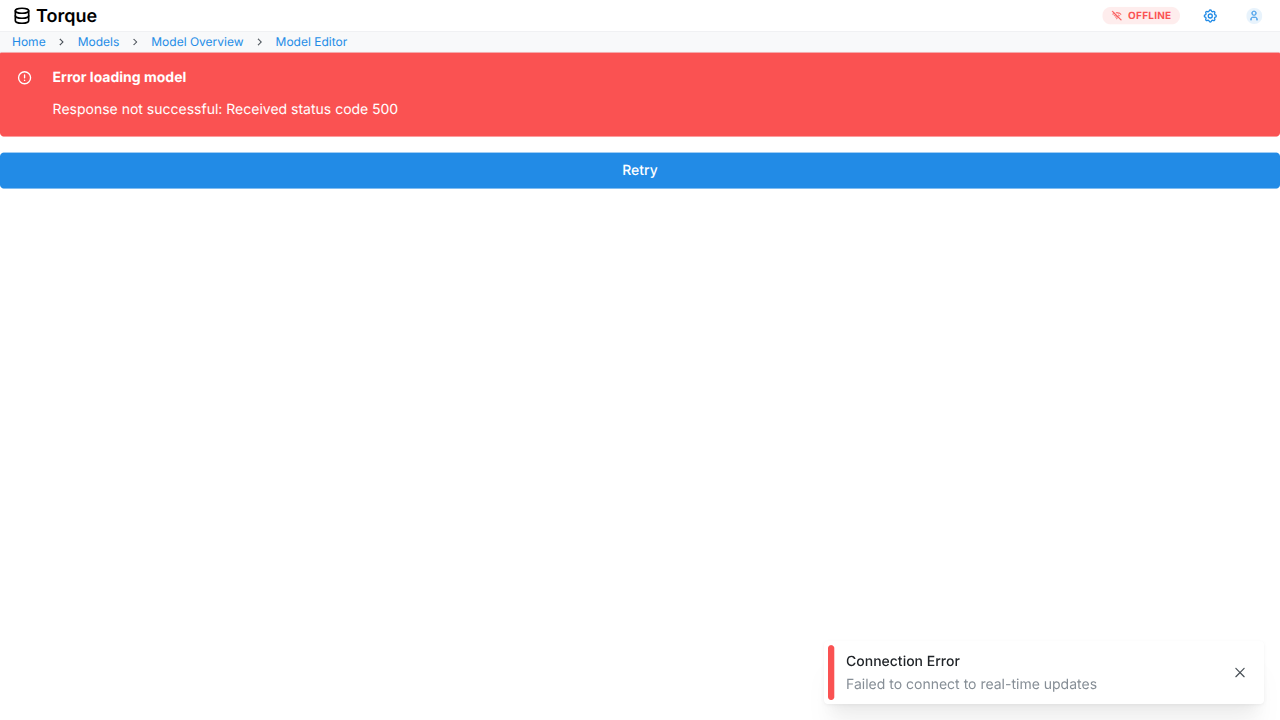 Torque
OFFLINE
Home > Models > Model Overview > Model Editor
Error loading model
Response not successful: Received status code 500
Retry
Connection Error
Failed to connect to real-time updates